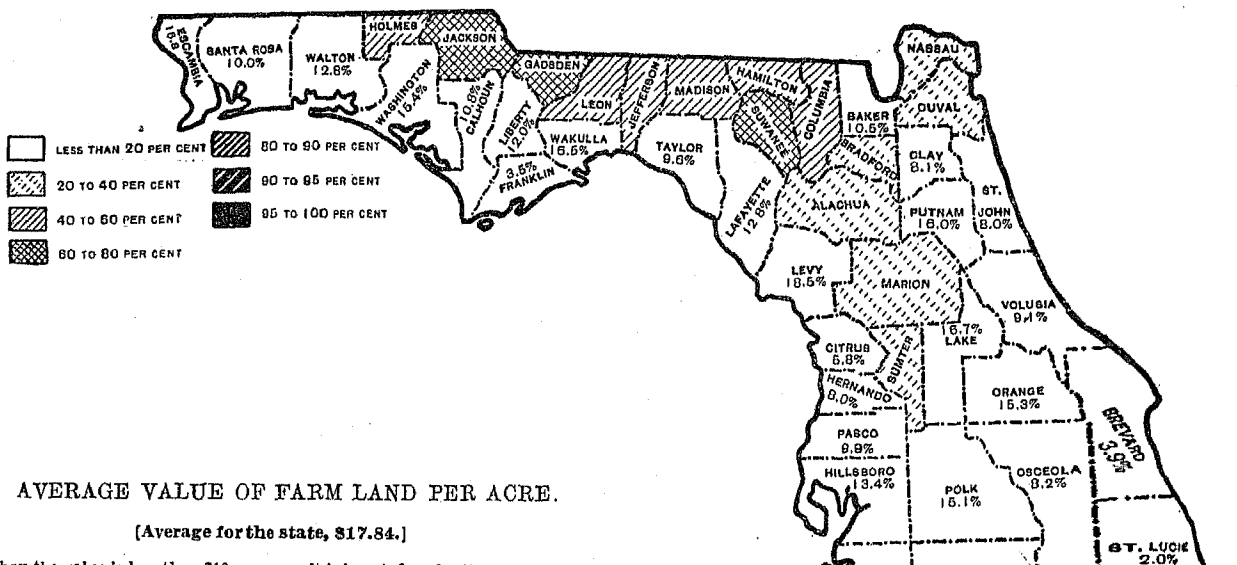 HOLMES
ESCAMBIA
SANTA ROSA
10.0%
WALTON
12.8%
JACKSON
GADSDEN
WASHINGTON
15.4%
10.8%
CALHOUN
LIBERTY
12.0%
LEON
JEFFERSON
MADISON
HAMILTON
SUWANEE
COLUMBIA
NASSAU
DUVAL
BAKER
10.5%
BRADFORD
CLAY
8.1%
WAKULLA
16.5%
3.5%
FRANKLIN
TAYLOR
9.6%
LAFAYETTE
12.8%
ALACHUA
PUTNAM
16.0%
ST.
JOHN
8.0%
LEVY
18.5%
MARION
VOLUSIA
9.1%
LAKE
CITRUS
5.8%
SUMTER
HERNANDO
8.0%
ORANGE
15.3%
BREVARD
3.9%
PASCO
9.9%
HILLSBORO
13.4%
POLK
15.1%
OSCEOLA
8.2%
ST. LUCIE
2.0%
LESS THAN 20 PER CENT
20 TO 40 PER CENT
40 TO 60 PER CENT
60 TO 80 PER CENT
80 TO 90 PER CENT
90 TO 95 PER CENT
95 TO 100 PER CENT
AVERAGE VALUE OF FARM LAND PER ACRE.
[Average for the state, $17.84.]